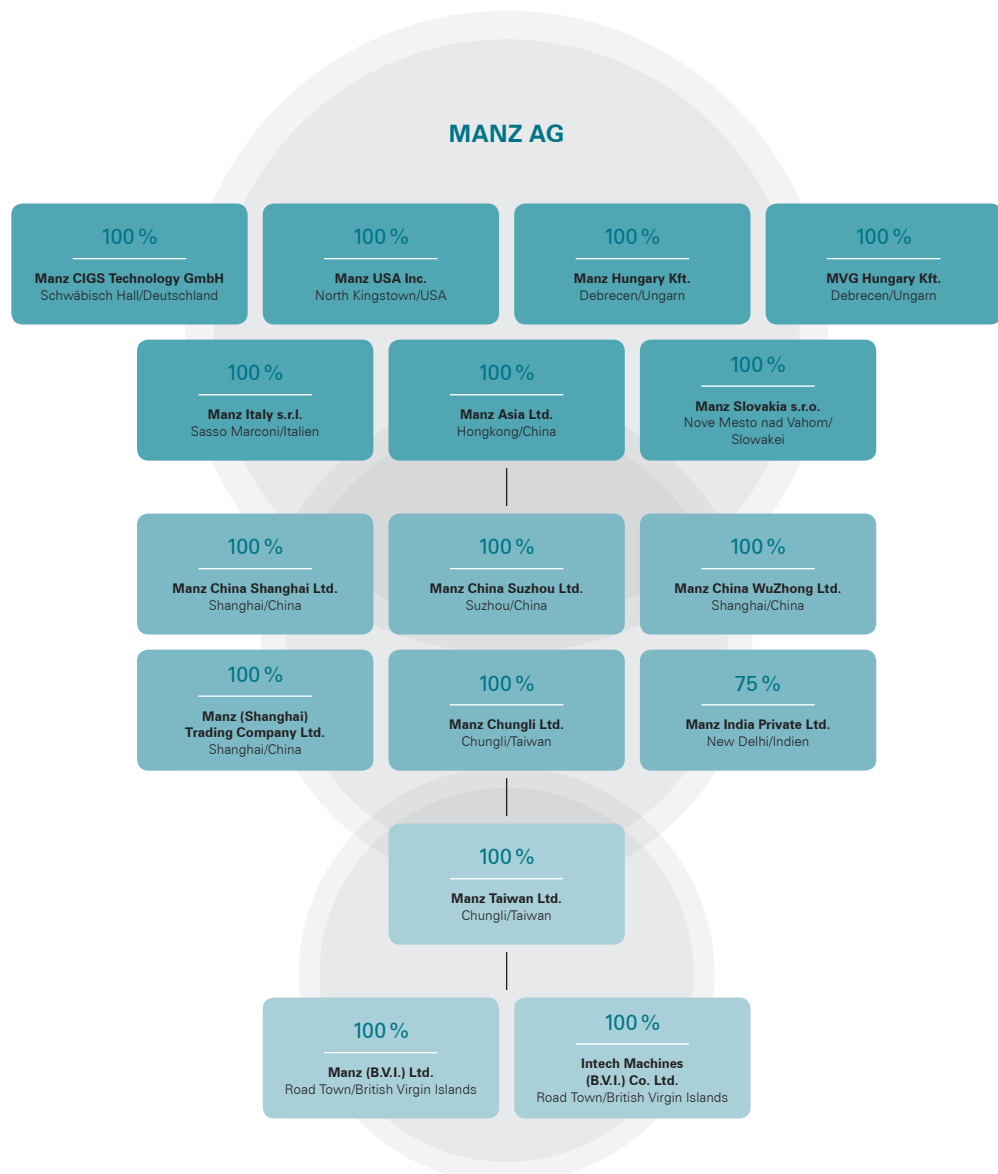 MANZ AG
100 %
Manz CIGS Technology GmbH
Schwäbisch Hall/Deutschland
100 %
Manz USA Inc.
North Kingstown/USA
100 %
Manz Hungary Kft.
Debrecen/Ungarn
100 %
MVG Hungary Kft.
Debrecen/Ungarn
100 %
Manz Italy s.r.l.
Sasso Marconi/Italien
100 %
Manz Asia Ltd.
Hongkong/China
100 %
Manz Slovakia s.r.o.
Nove Mesto nad Vahom/
Slowakei
100 %
Manz China Shanghai Ltd.
Shanghai/China
100 %
Manz China Suzhou Ltd.
Suzhou/China
100 %
Manz China WuZhong Ltd.
Shanghai/China
100 %
Manz (Shanghai)
Trading Company Ltd.
Shanghai/China
100 %
Manz Chungli Ltd.
Chungli/Taiwan
75 %
Manz India Private Ltd.
New Delhi/Indien
100 %
Manz Taiwan Ltd.
Chungli/Taiwan
100 %
Manz (B.V.I.) Ltd.
Road Town/British Virgin Islands
100 %
Intech Machines
(B.V.I.) Co. Ltd.
Road Town/British Virgin Islands